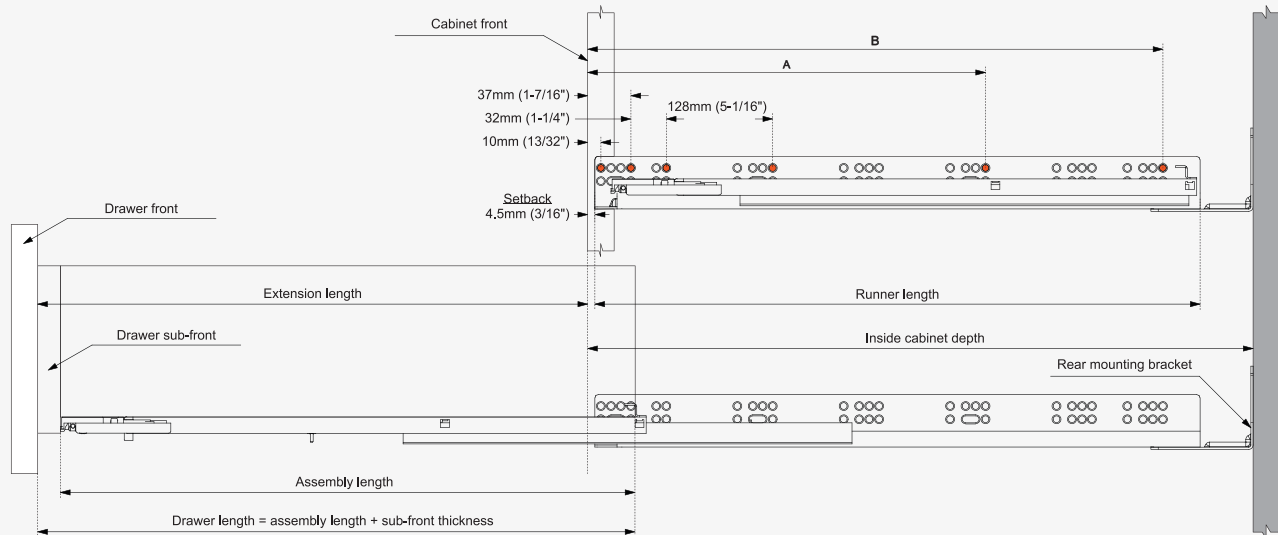 Cabinet front
B
A
37mm (1-7/16")
128mm (5-1/16")
32mm (1-1/4")
10mm (13/32")
Setback
4.5mm (3/16")
Drawer front
Extension length
Runner length
Drawer sub-front
Inside cabinet depth
Rear mounting bracket
Assembly length
Drawer length = assembly length + sub-front thickness